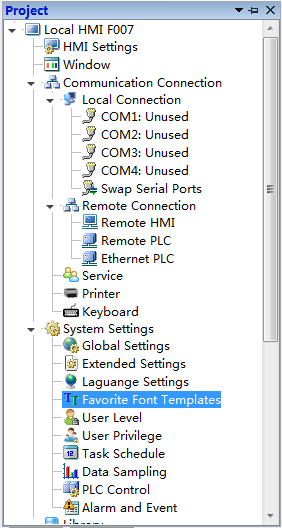 Project
Local HMI F007
HMI Settings
Window
Communication Connection
Local Connection
COM1: Unused
COM2: Unused
COM3: Unused
COM4: Unused
Swap Serial Ports
Remote Connection
Remote HMI
Remote PLC
Ethernet PLC
Service
Printer
Keyboard
System Settings
Global Settings
Extended Settings
Laguange Settings
Favorite Font Templates
User Level
User Privilege
Task Schedule
Data Sampling
PLC Control
Alarm and Event